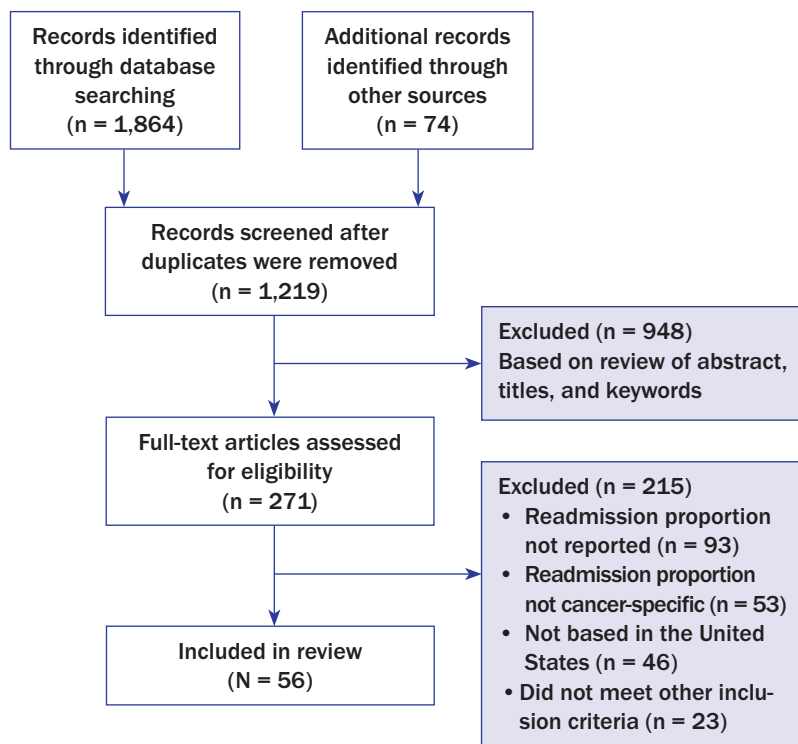 Records identified
through database
searching
(n = 1,864)
Additional records
identified through
other sources
(n = 74)
Records screened after
duplicates were removed
(n = 1,219)
Excluded (n = 948)
Based on review of abstract,
titles, and keywords
Full-text articles assessed
for eligibility
(n = 271)
Excluded (n = 215)
• Readmission proportion
not reported (n = 93)
• Readmission proportion
not cancer-specific (n = 53)
• Not based in the United
States (n = 46)
• Did not meet other inclu-
sion criteria (n = 23)
Included in review
(N = 56)